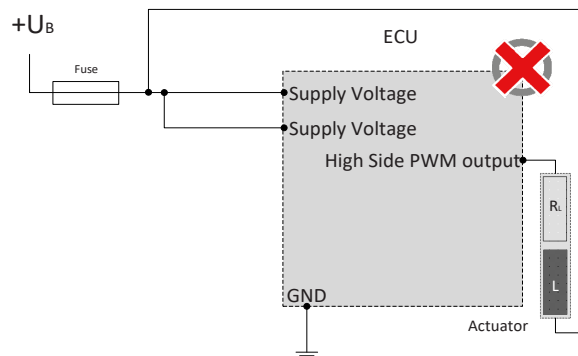 +UB
ECU
Fuse
Supply Voltage
Supply Voltage
High Side PWM output
RL
L
GND
Actuator